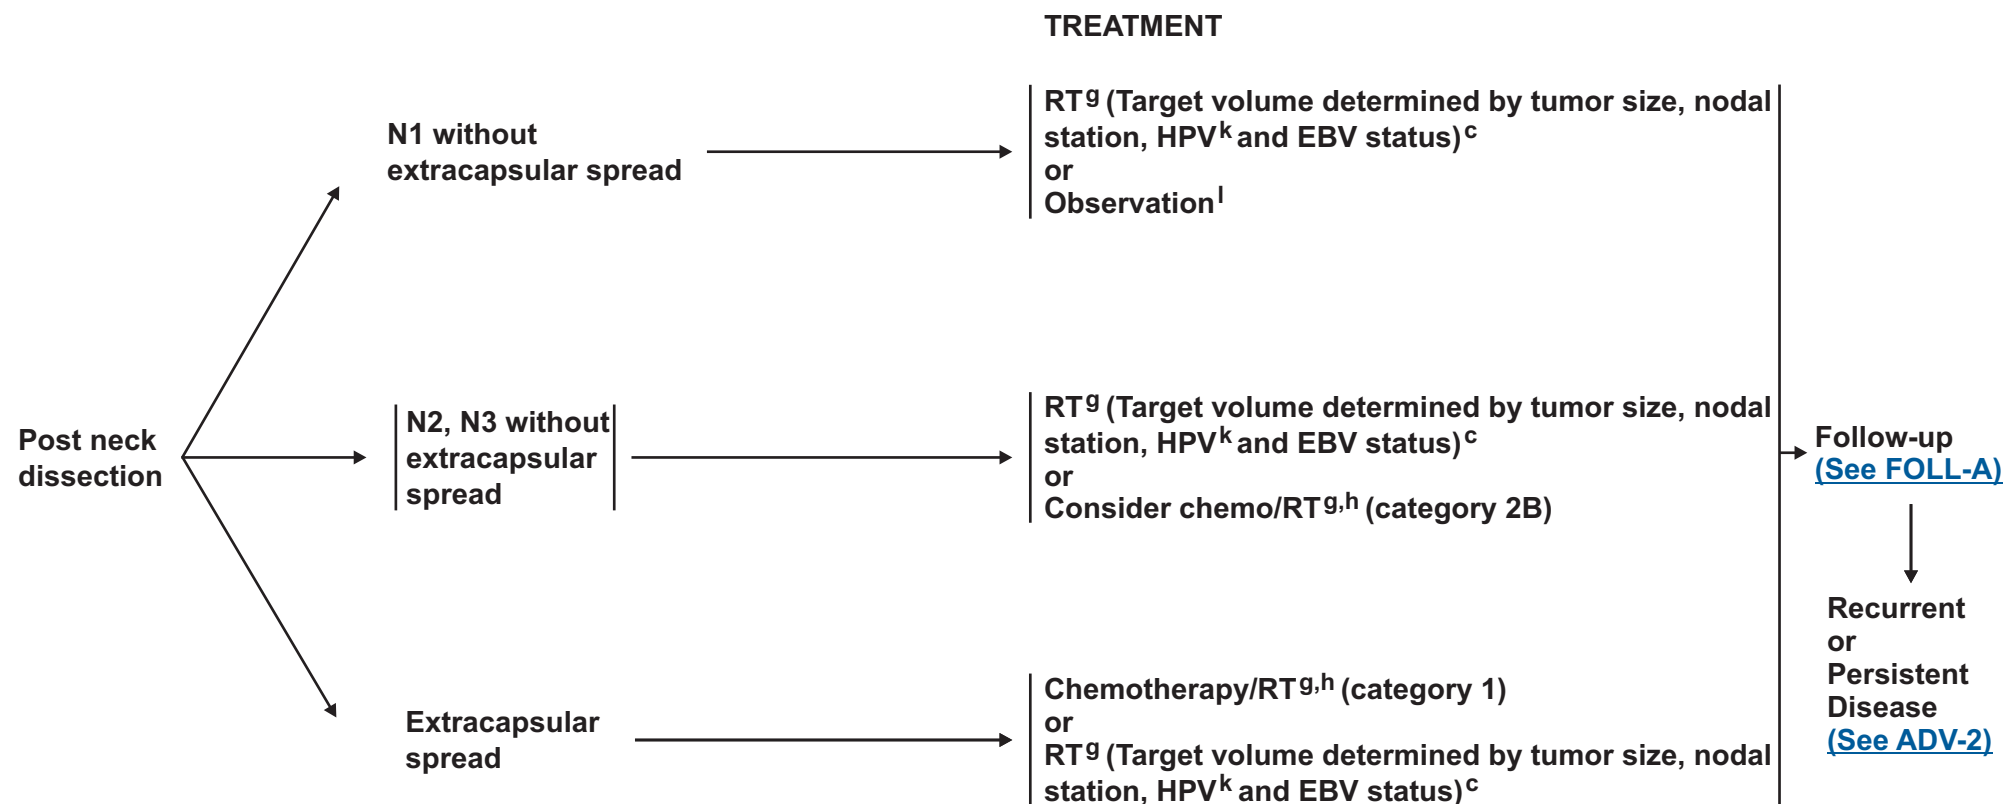 TREATMENT
N1 without
extracapsular spread
RTg (Target volume determined by tumor size, nodal
station, HPVk and EBV status)c
or
Observationl
Post neck
dissection
N2, N3 without
extracapsular
spread
RTg (Target volume determined by tumor size, nodal
station, HPVk and EBV status)c
or
Consider chemo/RTg,h (category 2B)
Extracapsular
spread
Chemotherapy/RTg,h (category 1)
or
RTg (Target volume determined by tumor size, nodal
station, HPVk and EBV status)c
Follow-up
(See FOLL-A)
Recurrent
or
Persistent
Disease
(See ADV-2)